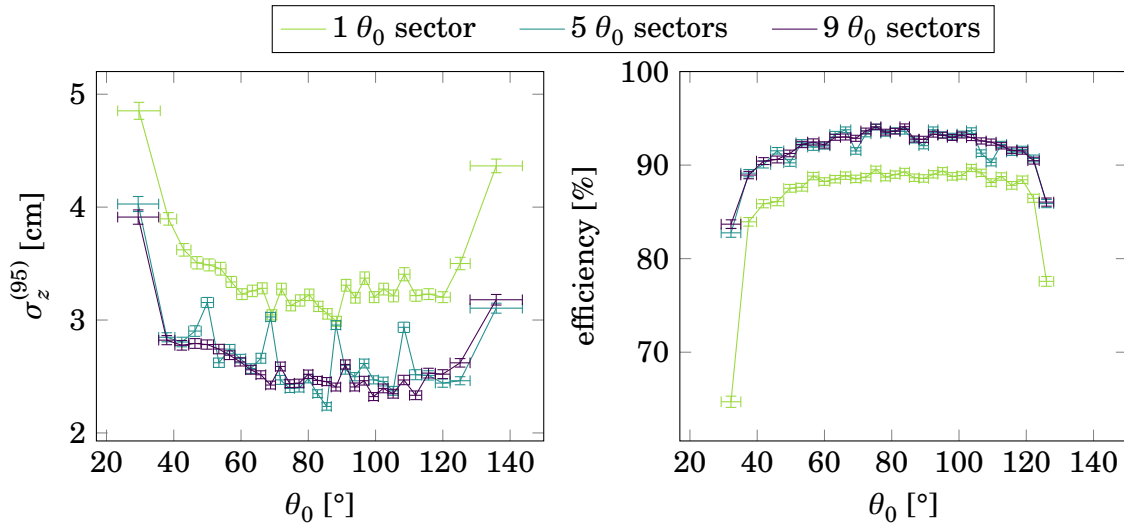 1 θ₀ sector 5 θ₀ sectors 9 θ₀ sectors
5
4
3
2
σ_z^(95) [cm]
20 40 60 80 100 120 140
θ₀ [°]
100
90
80
70
efficiency [%]
20 40 60 80 100 120 140
θ₀ [°]